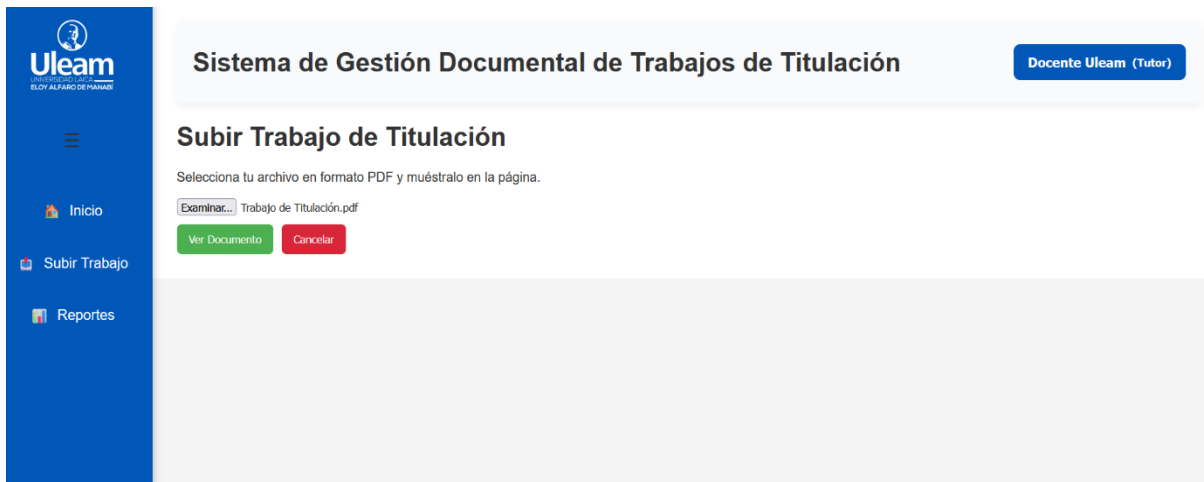 Uleam
UNIVERSIDAD LAICA
ELOY ALFARO DE MANABÍ
Sistema de Gestión Documental de Trabajos de Titulación
Docente Uleam (Tutor)
Inicio
Subir Trabajo
Reportes
Subir Trabajo de Titulación
Selecciona tu archivo en formato PDF y muéstralo en la página.
Examinar... Trabajo de Titulación.pdf
Ver Documento Cancelar